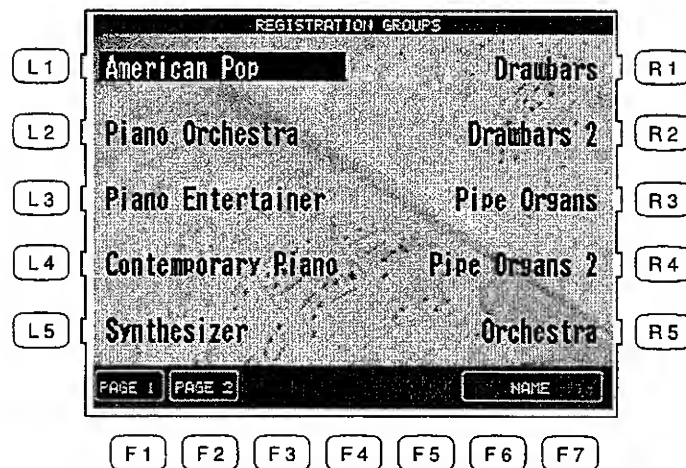 REGISTRATION GROUPS
L1 American Pop Drawbars R1
L2 Piano Orchestra Drawbars 2 R2
L3 Piano Entertainer Pipe Organs R3
L4 Contemporary Piano Pipe Organs 2 R4
L5 Synthesizer Orchestra R5
PAGE 1 PAGE 2 NAME
F1 F2 F3 F4 F5 F6 F7